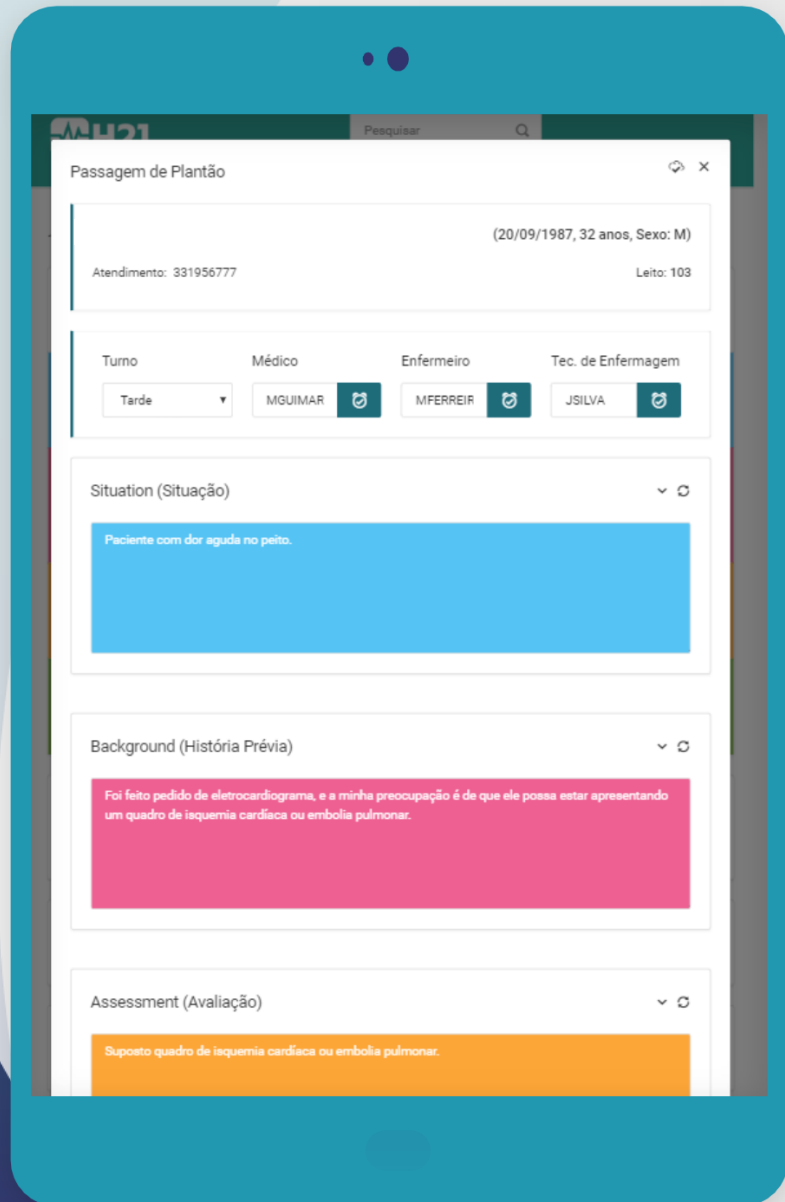 H21
Pesquisar
Passagem de Plantão
(20/09/1987, 32 anos, Sexo: M)
Atendimento: 331956777
Leito: 103
Turno Médico Enfermeiro Tec. de Enfermagem
Tarde MGUIMAR MFERREIR JSILVA
Situation (Situação)
Paciente com dor aguda no peito.
Background (História Prévia)
Foi feito pedido de eletrocardiograma, e a minha preocupação é de que ele possa estar apresentando
um quadro de isquemia cardíaca ou embolia pulmonar.
Assessment (Avaliação)
Suposto quadro de isquemia cardíaca ou embolia pulmonar.